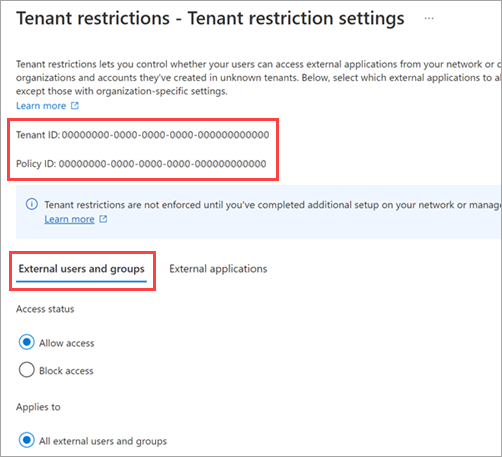 Tenant restrictions - Tenant restriction settings ...
Tenant restrictions lets you control whether your users can access external applications from your network or
organizations and accounts they've created in unknown tenants. Below, select which external applications to
except those with organization-specific settings.
Learn more
Tenant ID: 00000000-0000-0000-0000-000000000000
Policy ID: 00000000-0000-0000-0000-000000000000
Tenant restrictions are not enforced until you've completed additional setup on your network or
Learn more
External users and groups External applications
Access status
Allow access
Block access
Applies to
All external users and groups